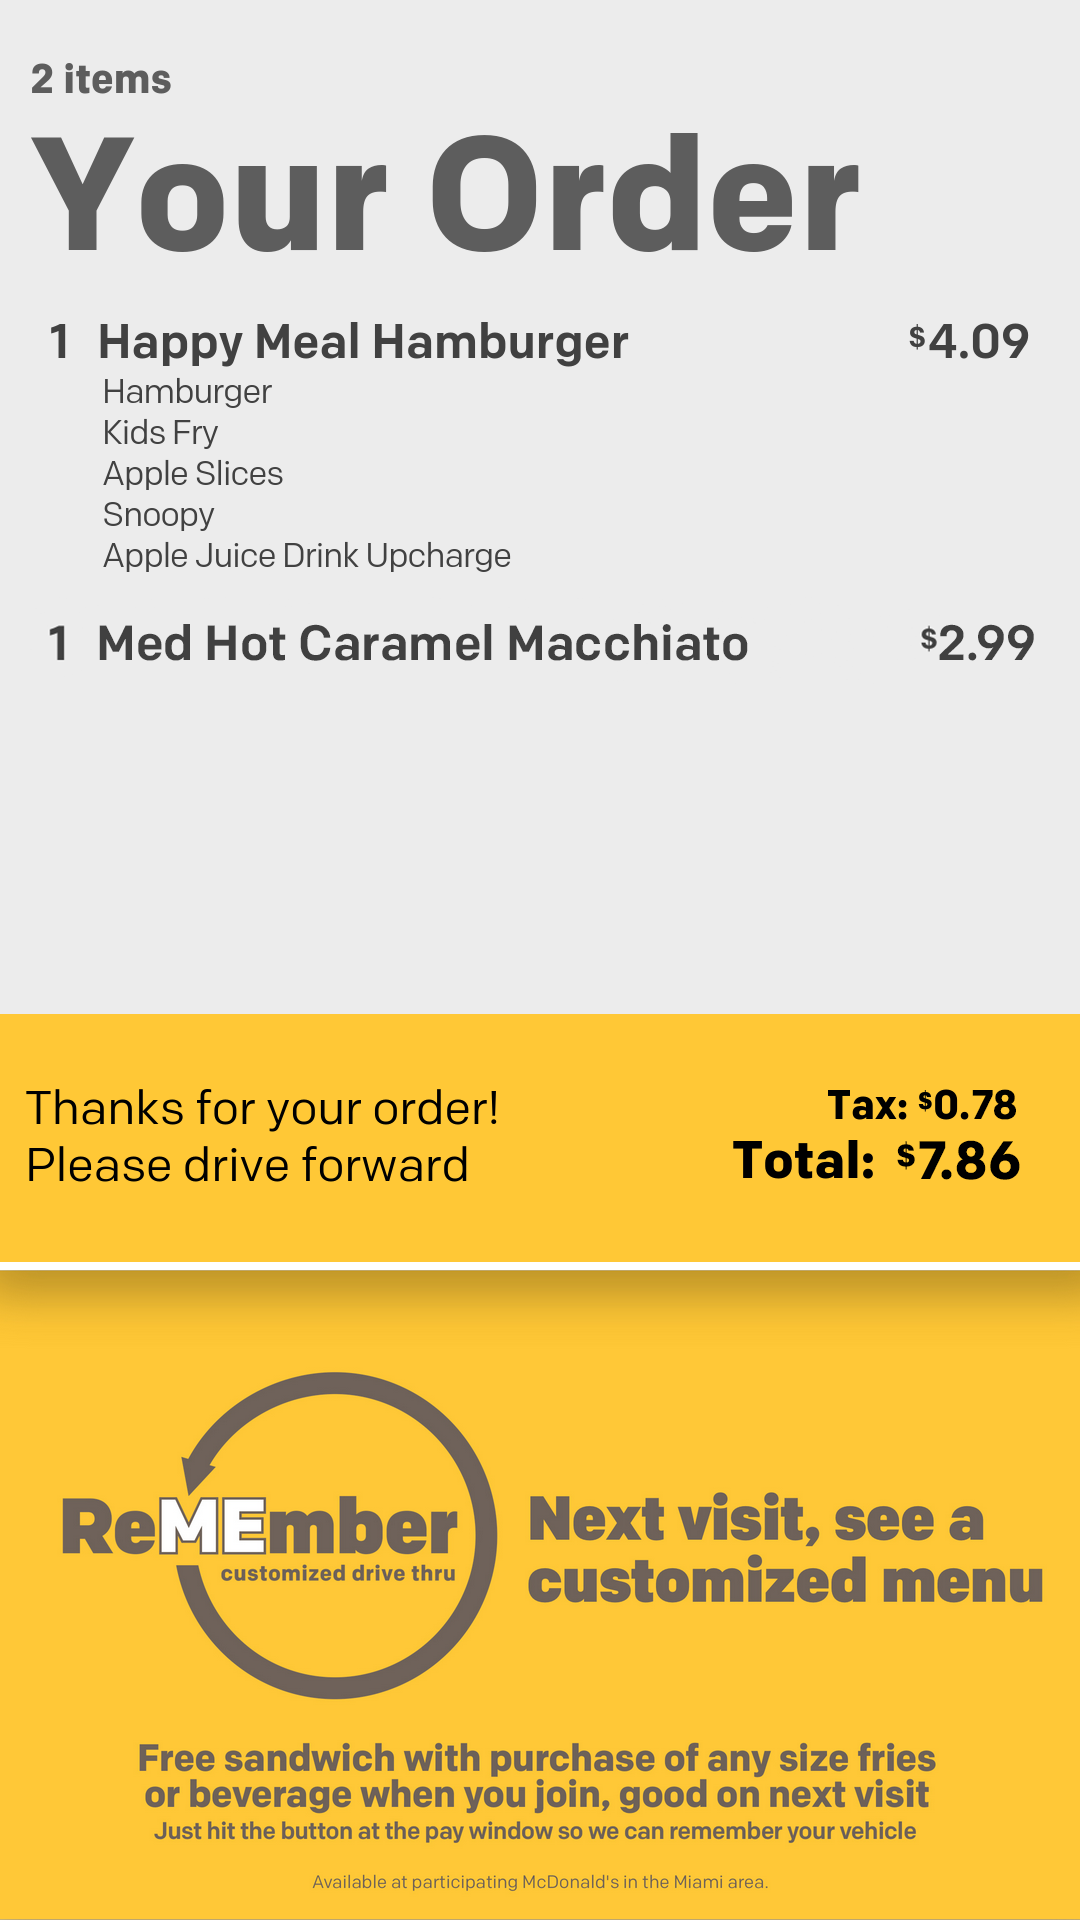 2 items
Your Order
1 Happy Meal Hamburger $4.09
Hamburger
Kids Fry
Apple Slices
Snoopy
Apple Juice Drink Upcharge
1 Med Hot Caramel Macchiato $2.99
Thanks for your order!
Please drive forward
Tax: $0.78
Total: $7.86
ReMEmber
customized drive thru
Next visit, see a
customized menu
Free sandwich with purchase of any size fries
or beverage when you join, good on next visit
Just hit the button at the pay window so we can remember your vehicle
Available at participating McDonald's in the Miami area.